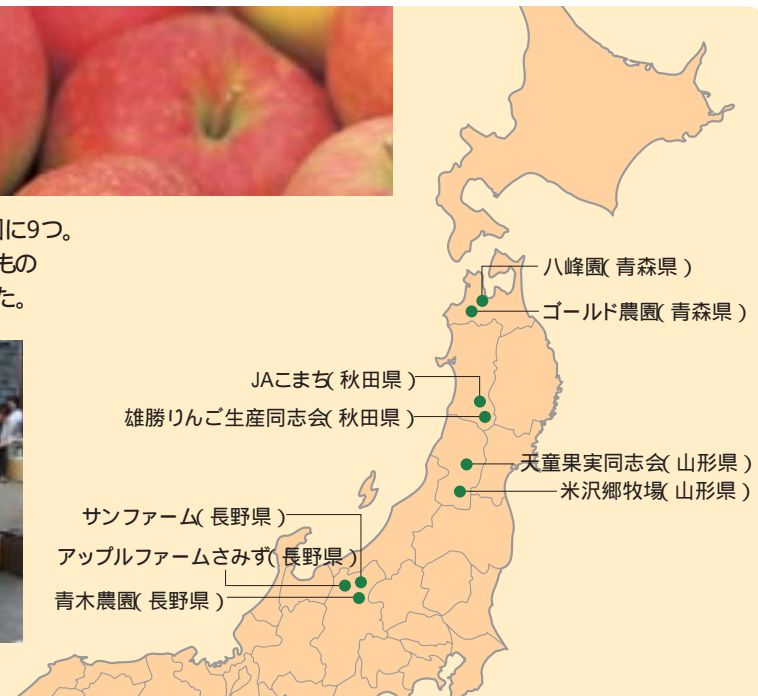 に9つ。
もの
た。
八峰園(青森県)
ゴールド農園(青森県)
JAこまち(秋田県)
雄勝りんご生産同志会(秋田県)
天童果実同志会(山形県)
米沢郷牧場(山形県)
サンファーム(長野県)
アップルファームさみず(長野県)
青木農園(長野県)